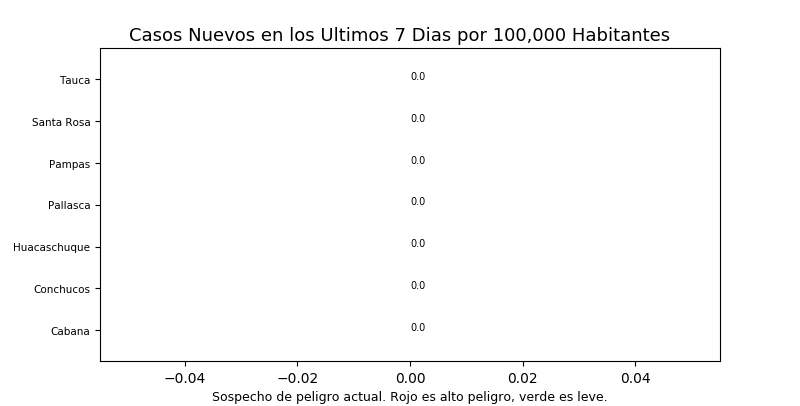 Casos Nuevos en los Ultimos 7 Dias por 100,000 Habitantes
Tauca 0.0
Santa Rosa 0.0
Pampas 0.0
Pallasca 0.0
Huacaschuque 0.0
Conchucos 0.0
Cabana 0.0
−0.04 −0.02 0.00 0.02 0.04
Sospecho de peligro actual. Rojo es alto peligro, verde es leve.